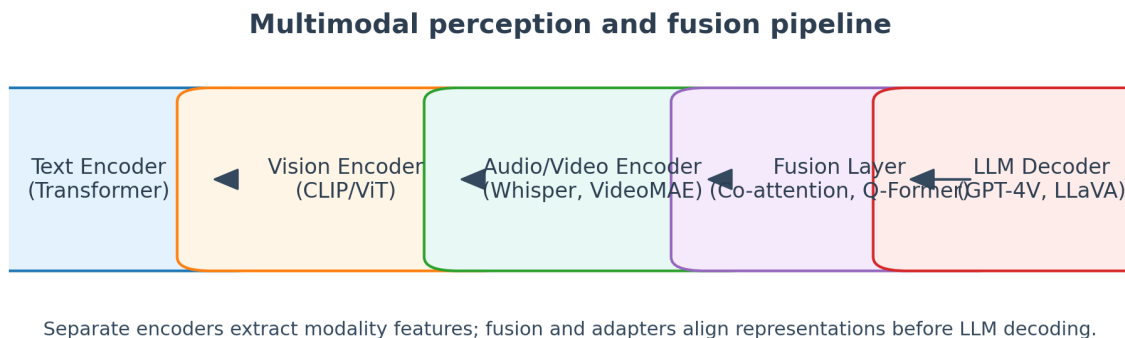 Multimodal perception and fusion pipeline
Text Encoder
(Transformer)
Vision Encoder
(CLIP/ViT)
Audio/Video Encoder
(Whisper, VideoMAE)
Fusion Layer
(Co-attention, Q-Former)
LLM Decoder
(GPT-4V, LLaVA)
Separate encoders extract modality features; fusion and adapters align representations before LLM decoding.